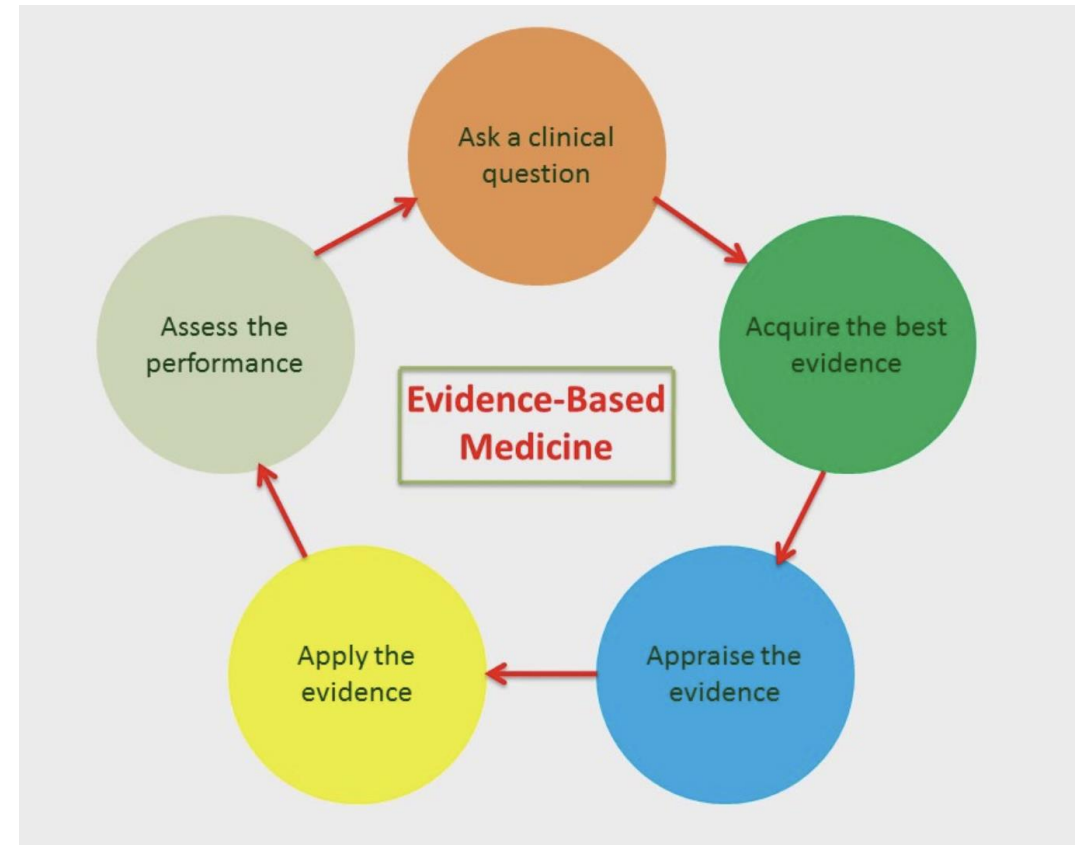 Ask a clinical
question
Acquire the best
evidence
Appraise the
evidence
Apply the
evidence
Assess the
performance
Evidence-Based
Medicine